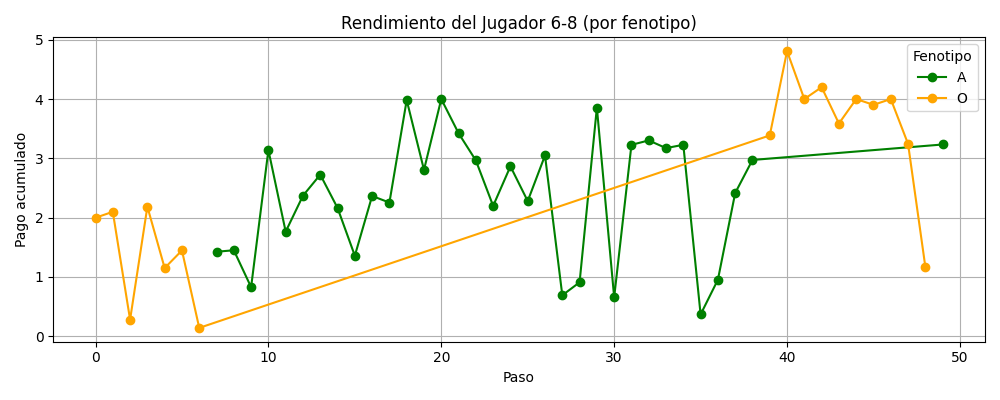 Rendimiento del Jugador 6-8 (por fenotipo)
Pago acumulado
5
4
3
2
1
0
Fenotipo
A
O
0 10 20 30 40 50
Paso